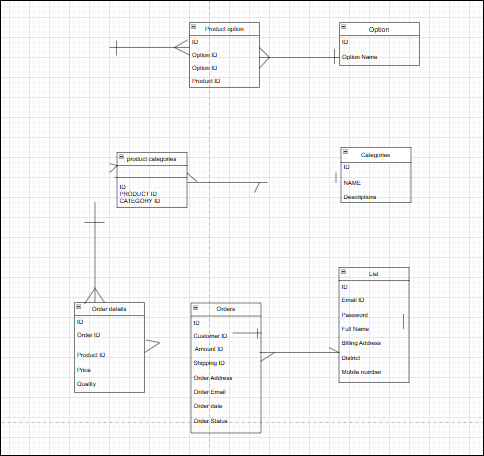 Product option
ID
Option ID
Option ID
Product ID
Option
ID
Option Name
product categories
ID
PRODUCT ID
CATEGORY ID
Categories
ID
NAME
Descriptions
Order details
ID
Order ID
Product ID
Price
Quality
Orders
ID
Customer ID
Amount ID
Shipping ID
Order Address
Order Email
Order date
Order Status
List
ID
Email ID
Password
Full Name
Billing Address
District
Mobile number